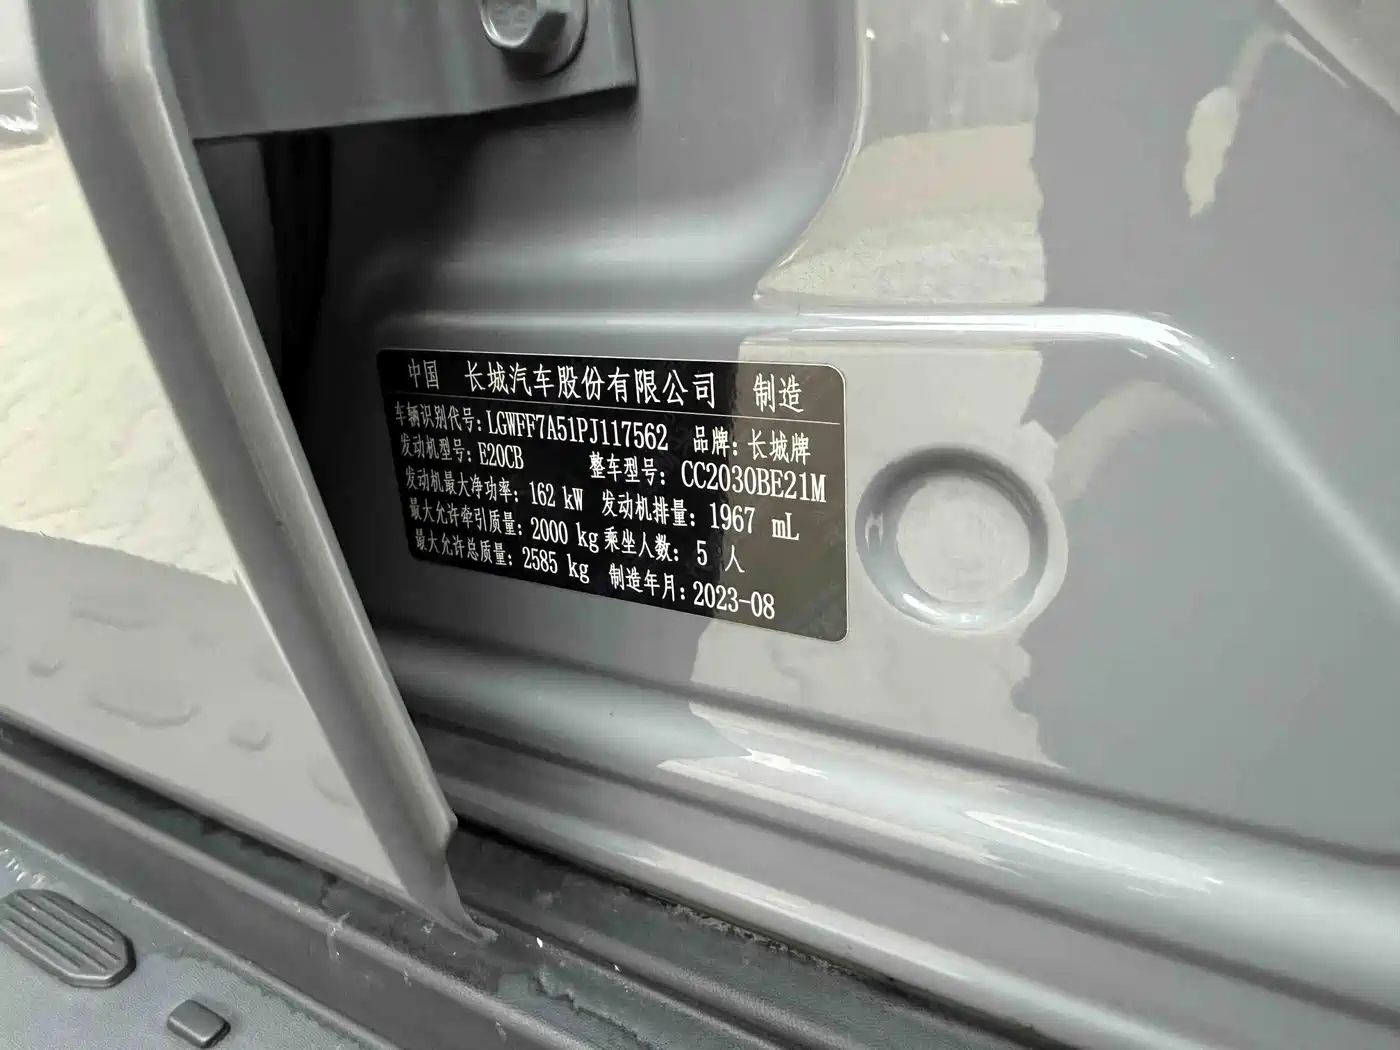 中国 长城汽车股份有限公司 制造
车辆识别代号：LGWFF7A51PJ117562 品牌：长城牌
发动机型号：E20CB 整车型号：CC2030BE21M
发动机最大净功率：162 kW 发动机排量：1967 mL
最大允许牵引质量：2000 kg 乘坐人数：5 人
最大允许总质量：2585 kg 制造年月：2023-08